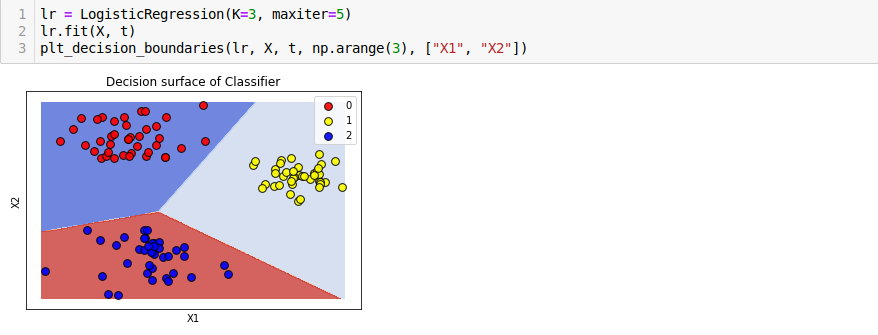 1 lr = LogisticRegression(K=3, maxiter=5)
2 lr.fit(X, t)
3 plt_decision_boundaries(lr, X, t, np.arange(3), ["X1", "X2"])
Decision surface of Classifier
0
1
2
X2
X1